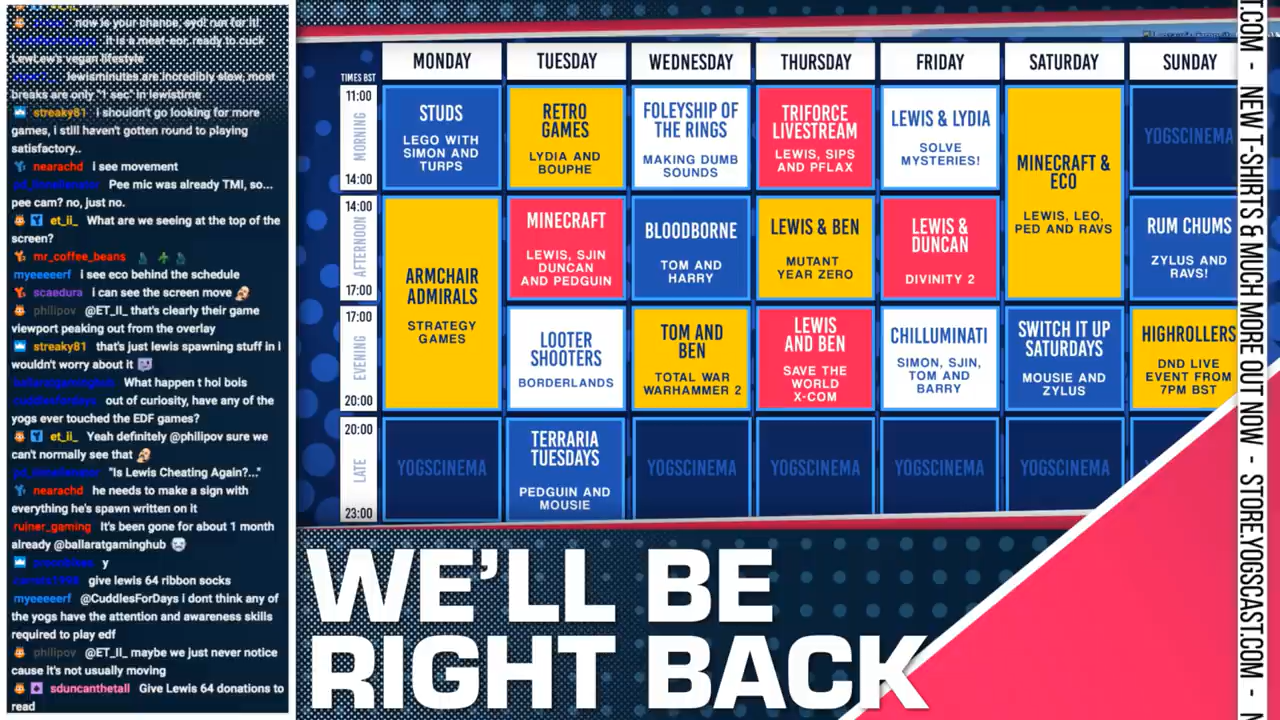 now is your chance, syd! run for it!
it is a meat-eor, ready to cuck
LewLew's vegan lifestyle
lewisminutes are incredibly slow, most
breaks are only "1 sec" in lewistime
streaky81 i shouldn't go looking for more
games, i still haven't gotten round to playing
satisfactory..
nearachd i see movement
Pee mic was already TMI, so...
pee cam? no, just no.
et_ii_ What are we seeing at the top of the
screen?
mr_coffee_beans
myeeeeerf i see eco behind the schedule
scaedura i can see the screen move
philipov @ET_II_ that's clearly their game
viewport peaking out from the overlay
streaky81 that's just lewis spawning stuff in i
wouldn't worry about it
ballaratgaminghub What happen t hoi bois
cuddlesfordays out of curiosity, have any of the
yogs ever touched the EDF games?
et_ii_ Yeah definitely @philipov sure we
can't normally see that
"Is Lewis Cheating Again?..."
nearachd he needs to make a sign with
everything he's spawn written on it
ruiner_gaming It's been gone for about 1 month
already @ballaratgaminghub
y
give lewis 64 ribbon socks
myeeeeerf @CuddlesForDays i dont think any of
the yogs have the attention and awareness skills
required to play edf
philipov @ET_II_ maybe we just never notice
cause it's not usually moving
sduncanthetall Give Lewis 64 donations to
read
TIMES BST
MONDAY
TUESDAY
WEDNESDAY
THURSDAY
FRIDAY
SATURDAY
SUNDAY
11:00
MORNING
14:00
STUDS
LEGO WITH
SIMON AND
TURPS
RETRO
GAMES
LYDIA AND
BOUPHE
FOLEYSHIP OF
THE RINGS
MAKING DUMB
SOUNDS
TRIFORCE
LIVESTREAM
LEWIS, SIPS
AND PFLAX
LEWIS & LYDIA
SOLVE
MYSTERIES!
MINECRAFT &
ECO
LEWIS, LEO,
PED AND RAVS
YOGSCINEMA
14:00
AFTERNOON
17:00
ARMCHAIR
ADMIRALS
STRATEGY
GAMES
MINECRAFT
LEWIS, SJIN
DUNCAN
AND PEDGUIN
BLOODBORNE
TOM AND
HARRY
LEWIS & BEN
MUTANT
YEAR ZERO
LEWIS &
DUNCAN
DIVINITY 2
RUM CHUMS
ZYLUS AND
RAVS!
17:00
EVENING
20:00
LOOTER
SHOOTERS
BORDERLANDS
TOM AND
BEN
TOTAL WAR
WARHAMMER 2
LEWIS
AND BEN
SAVE THE
WORLD
X-COM
CHILLUMINATI
SIMON, SJIN,
TOM AND
BARRY
SWITCH IT UP
SATURDAYS
MOUSIE AND
ZYLUS
HIGHROLLERS
DND LIVE
EVENT FROM
7PM BST
20:00
LATE
23:00
YOGSCINEMA
TERRARIA
TUESDAYS
PEDGUIN AND
MOUSIE
YOGSCINEMA
YOGSCINEMA
YOGSCINEMA
YOGSCINEMA
WE'LL BE
RIGHT BACK
T.COM - NEW T-SHIRTS & MUCH MORE OUT NOW - STORE.YOGSCAST.COM - N